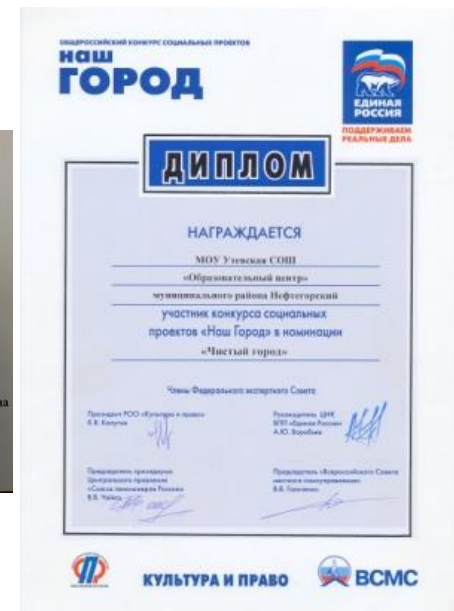 ОБЩЕРОССИЙСКИЙ КОНКУРС СОЦИАЛЬНЫХ ПРОЕКТОВ
наш
ГОРОД
ЕДИНАЯ
РОССИЯ
ПОДДЕРЖИВАЕМ
РЕАЛЬНЫЕ ДЕЛА
ДИПЛОМ
НАГРАЖДАЕТСЯ
МОУ Утевская СОШ
«Образовательный центр»
муниципального района Нефтегорский
участник конкурса социальных
проектов «Наш Город» в номинации
«Чистый город»
Члены Федерального экспертного Совета
Президент РОО «Культура и право»
Руководитель ЦИК
ВПП «Единая Россия»
А.Ю. Воробьев
Председатель президиума
Центрального правления
«Союза пенсионеров России»
Председатель «Всероссийского Совета
местного самоуправления»
КУЛЬТУРА И ПРАВО
ВСМС